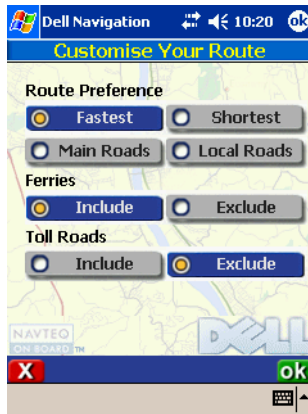 Dell Navigation 10:20 ok
Customise Your Route
Route Preference
Fastest Shortest
Main Roads Local Roads
Ferries
Include Exclude
Toll Roads
Include Exclude
NAVTEQ
ON BOARD TM
DELL
X ok